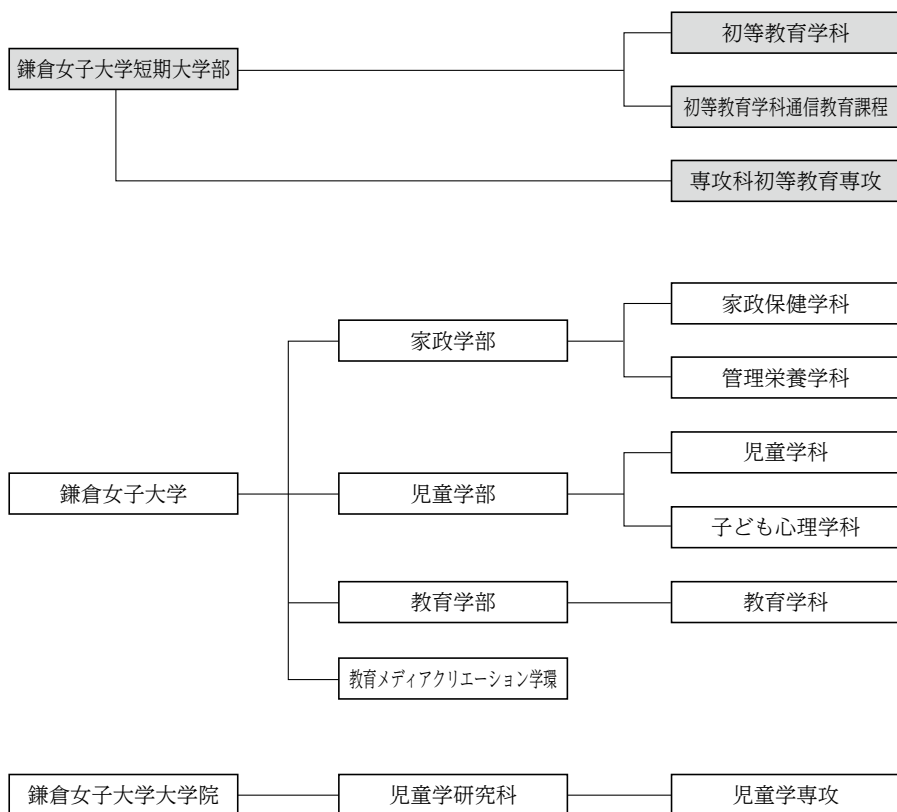 鎌倉女子大学短期大学部
初等教育学科
初等教育学科通信教育課程
専攻科初等教育専攻
鎌倉女子大学
家政学部
家政保健学科
管理栄養学科
児童学部
児童学科
子ども心理学科
教育学部
教育学科
教育メディアクリエーション学環
鎌倉女子大学大学院
児童学研究科
児童学専攻